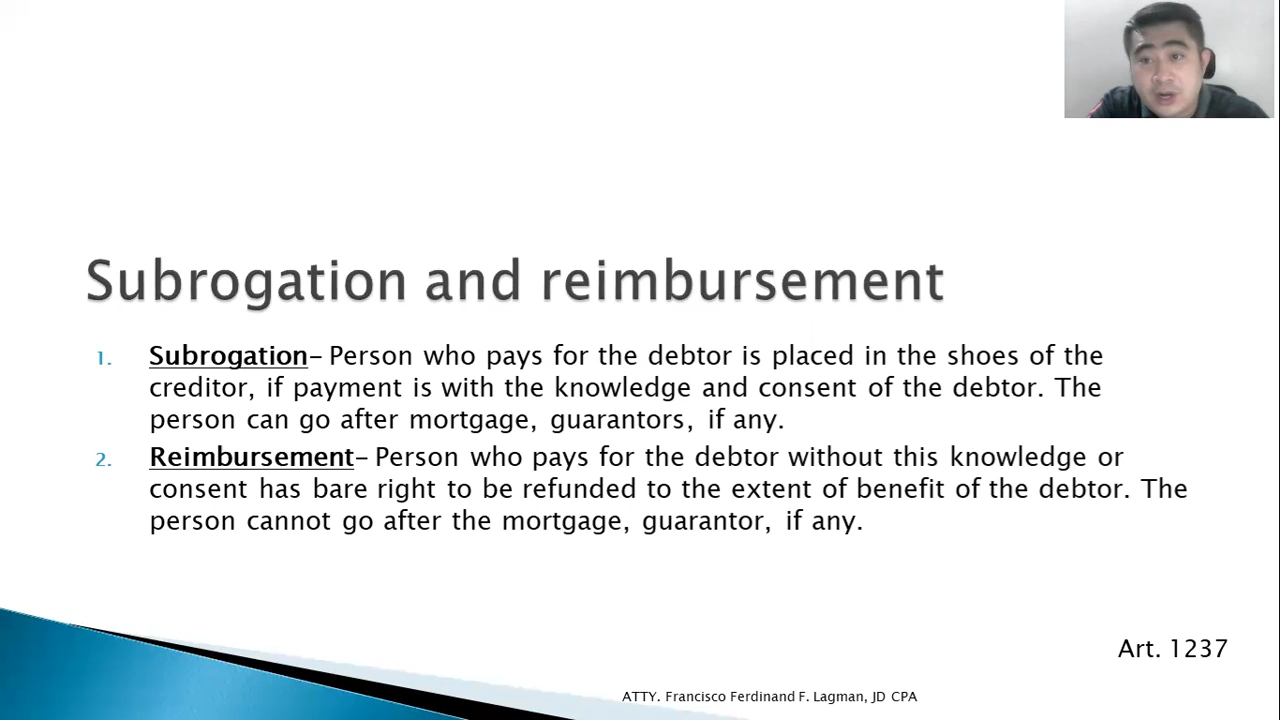 Subrogation and reimbursement
1. Subrogation– Person who pays for the debtor is placed in the shoes of the
creditor, if payment is with the knowledge and consent of the debtor. The
person can go after mortgage, guarantors, if any.
2. Reimbursement– Person who pays for the debtor without this knowledge or
consent has bare right to be refunded to the extent of benefit of the debtor. The
person cannot go after the mortgage, guarantor, if any.
Art. 1237
ATTY. Francisco Ferdinand F. Lagman, JD CPA